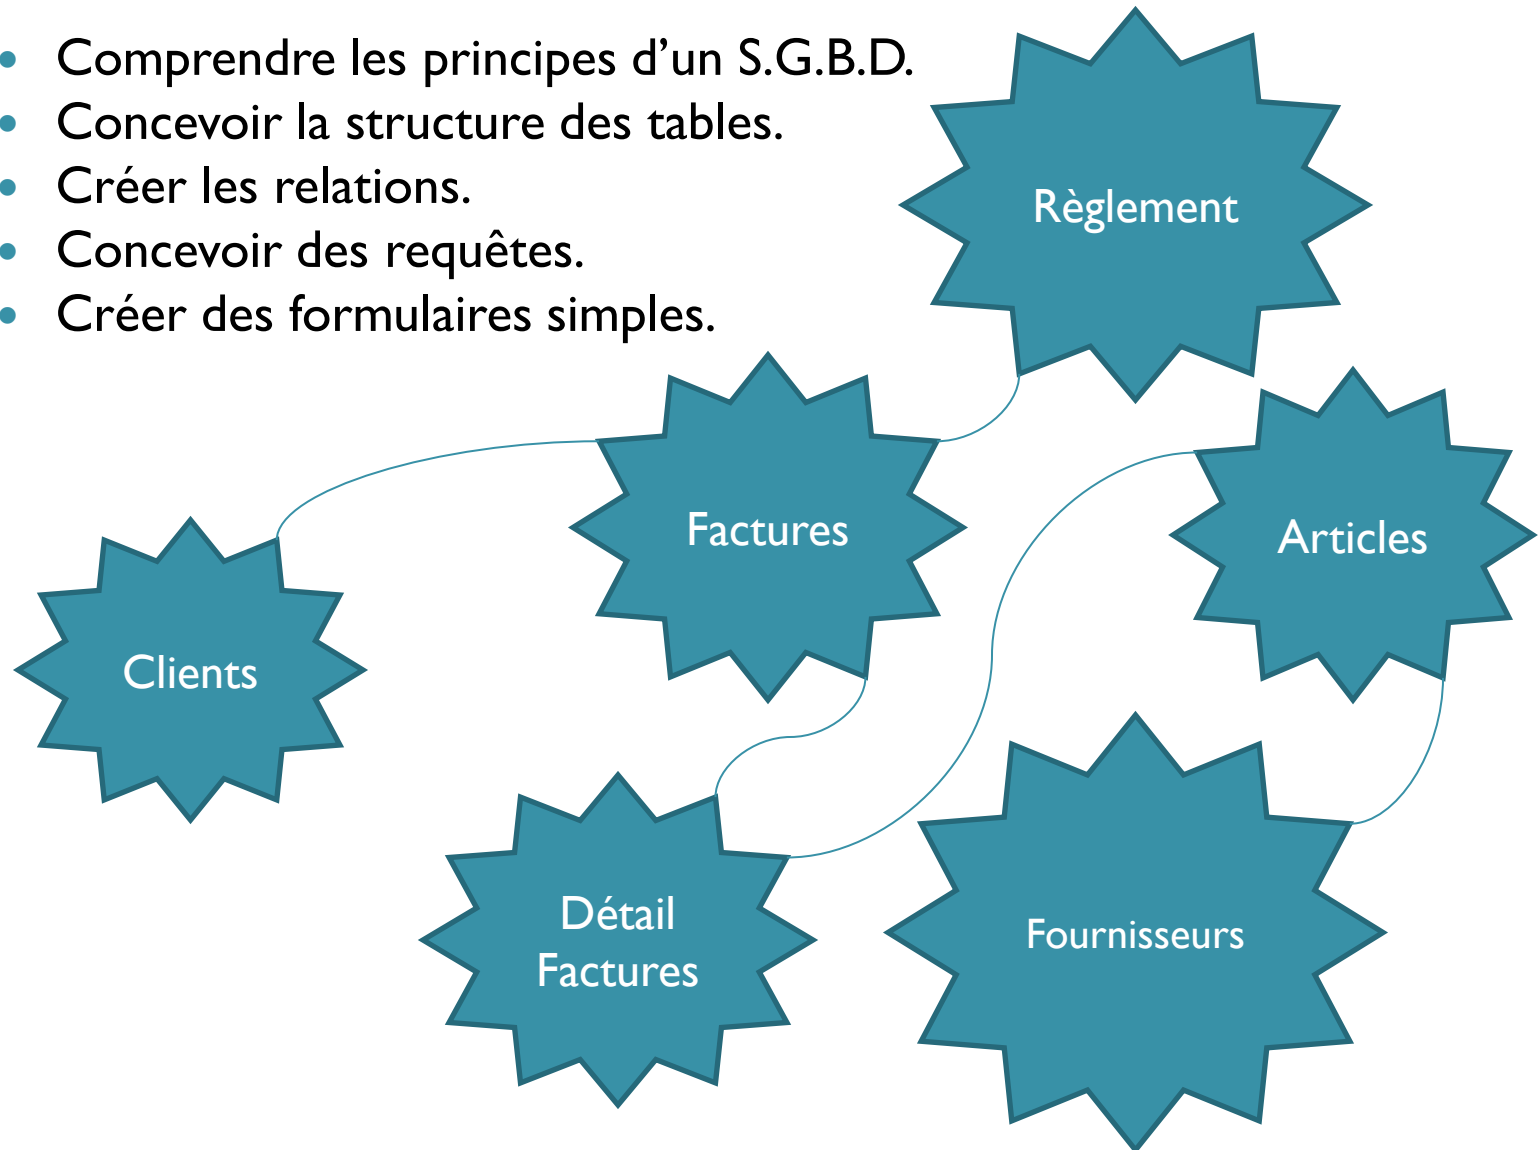 • Comprendre les principes d’un S.G.B.D.
• Concevoir la structure des tables.
• Créer les relations.
• Concevoir des requêtes.
• Créer des formulaires simples.
Règlement
Factures
Articles
Clients
Détail
Factures
Fournisseurs